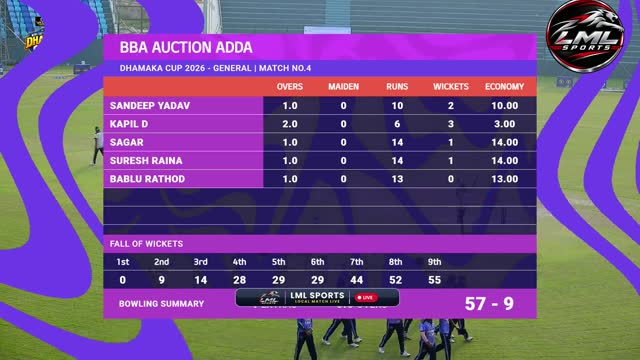 LML
SPORTS
BBA AUCTION ADDA
DHAMAKA CUP 2026 - GENERAL | MATCH NO.4
OVERS MAIDEN RUNS WICKETS ECONOMY
SANDEEP YADAV 1.0 0 10 2 10.00
KAPIL D 2.0 0 6 3 3.00
SAGAR 1.0 0 14 1 14.00
SURESH RAINA 1.0 0 14 1 14.00
BABLU RATHOD 1.0 0 13 0 13.00
FALL OF WICKETS
1st 2nd 3rd 4th 5th 6th 7th 8th 9th
0 9 14 28 29 29 44 52 55
BOWLING SUMMARY
LML SPORTS
LOCAL MATCH LIVE
LIVE
57 - 9